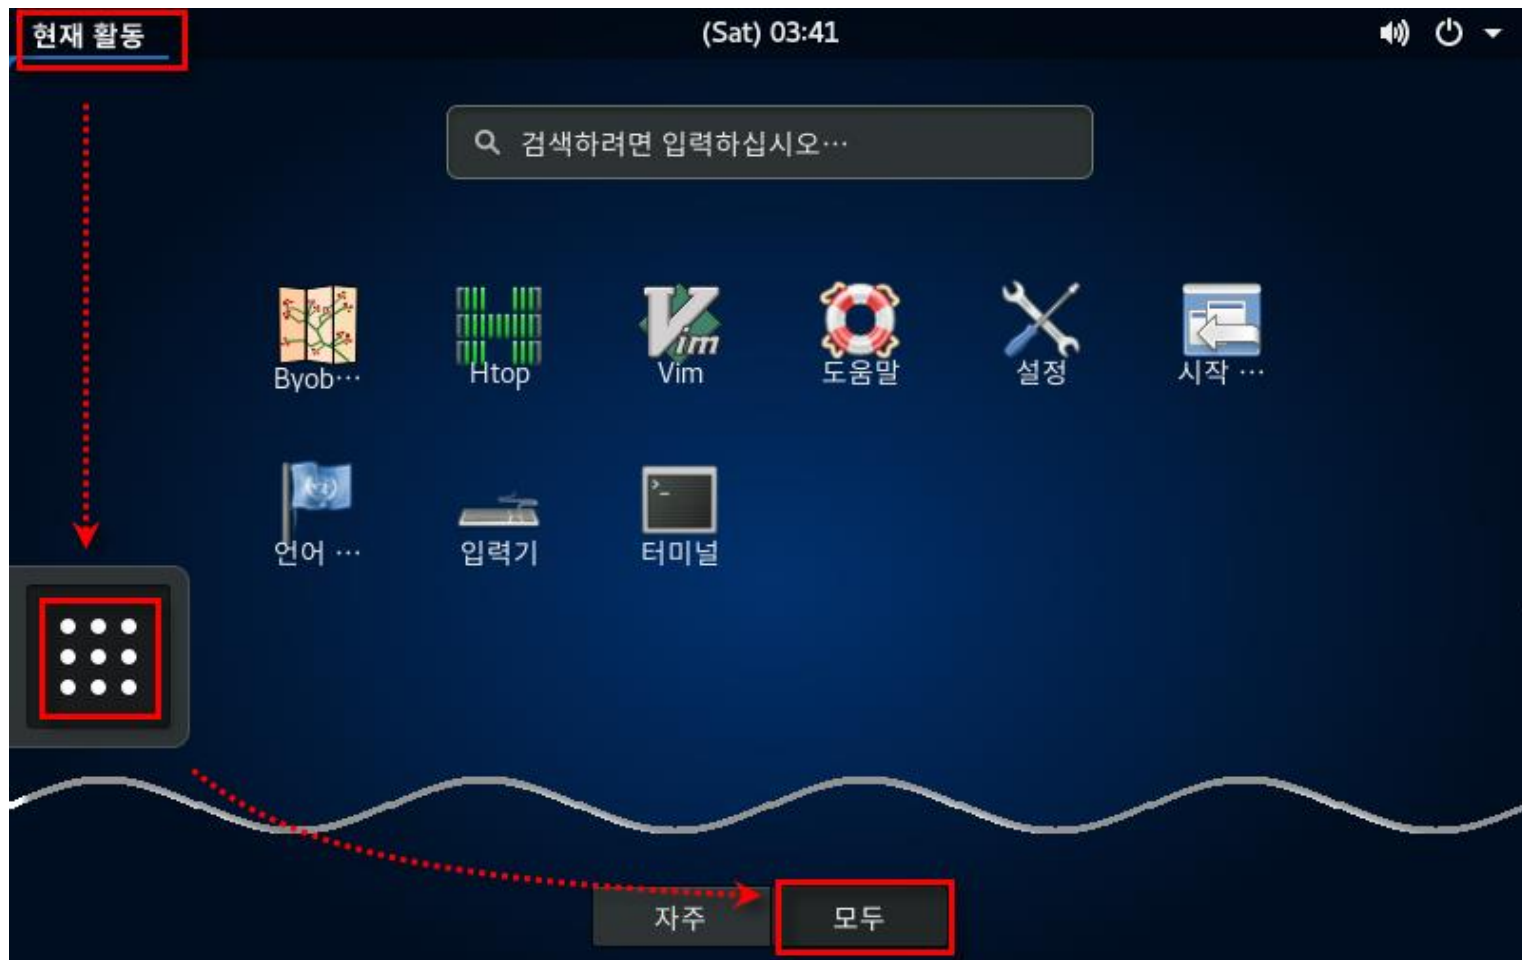 현재 활동
(Sat) 03:41
검색하려면 입력하십시오…
Byob…
Htop
Vim
도움말
설정
시작 …
언어 …
입력기
터미널
자주
모두